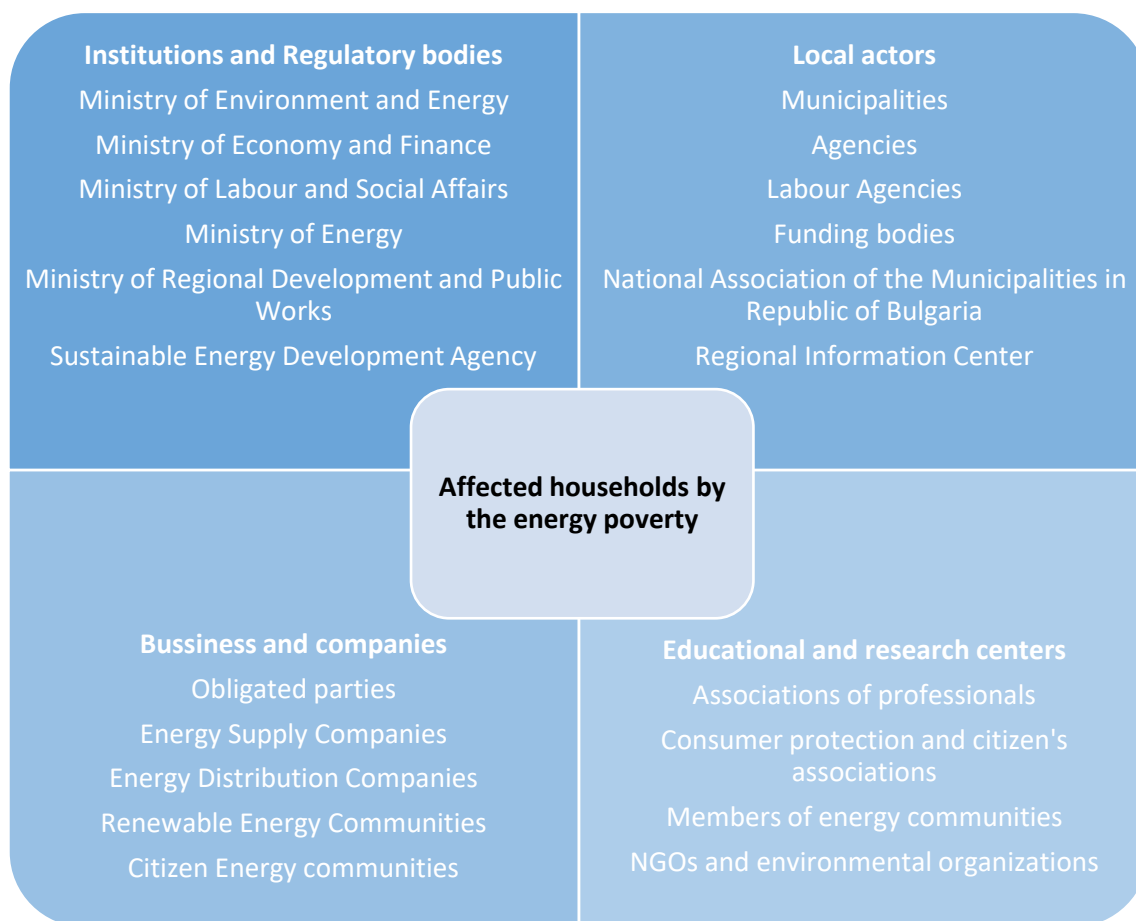 Institutions and Regulatory bodies
Ministry of Environment and Energy
Ministry of Economy and Finance
Ministry of Labour and Social Affairs
Ministry of Energy
Ministry of Regional Development and Public
Works
Sustainable Energy Development Agency
Local actors
Municipalities
Agencies
Labour Agencies
Funding bodies
National Association of the Municipalities in
Republic of Bulgaria
Regional Information Center
Affected households by
the energy poverty
Bussiness and companies
Obligated parties
Energy Supply Companies
Energy Distribution Companies
Renewable Energy Communities
Citizen Energy communities
Educational and research centers
Associations of professionals
Consumer protection and citizen's
associations
Members of energy communities
NGOs and environmental organizations